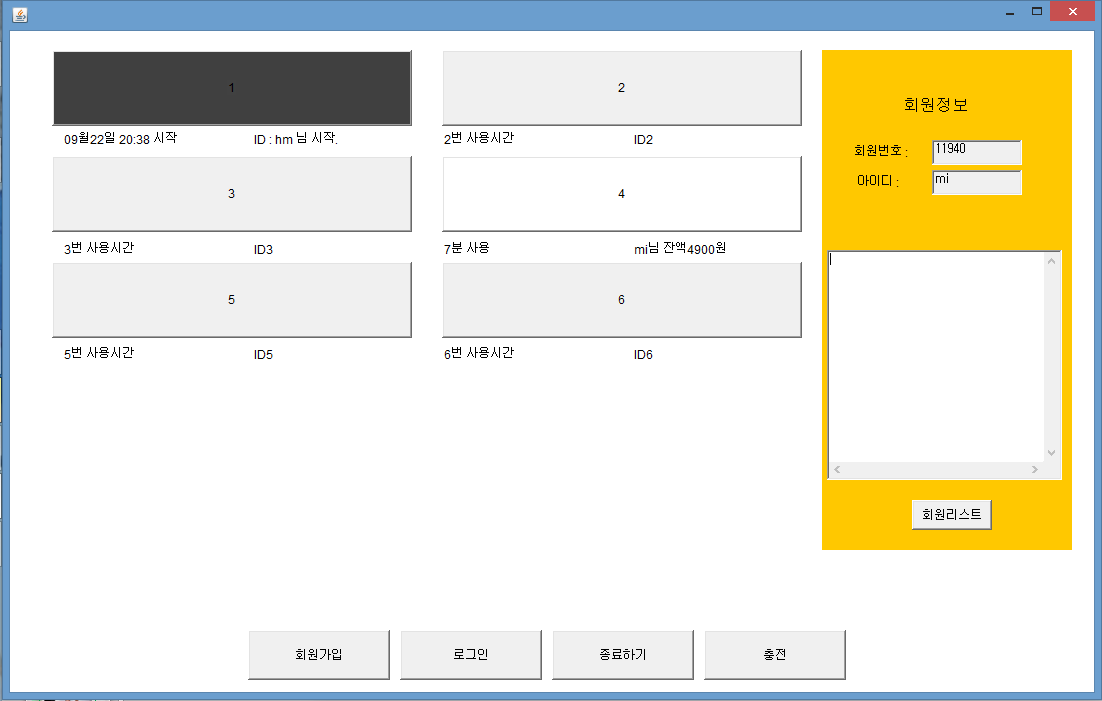 1
2
09월22일 20:38 시작
ID : hm 님 시작.
2번 사용시간
ID2
3
4
3번 사용시간
ID3
7분 사용
mi님 잔액4900원
5
6
5번 사용시간
ID5
6번 사용시간
ID6
회원정보
회원번호 : 11940
아이디 : mi
회원리스트
회원가입
로그인
종료하기
충전